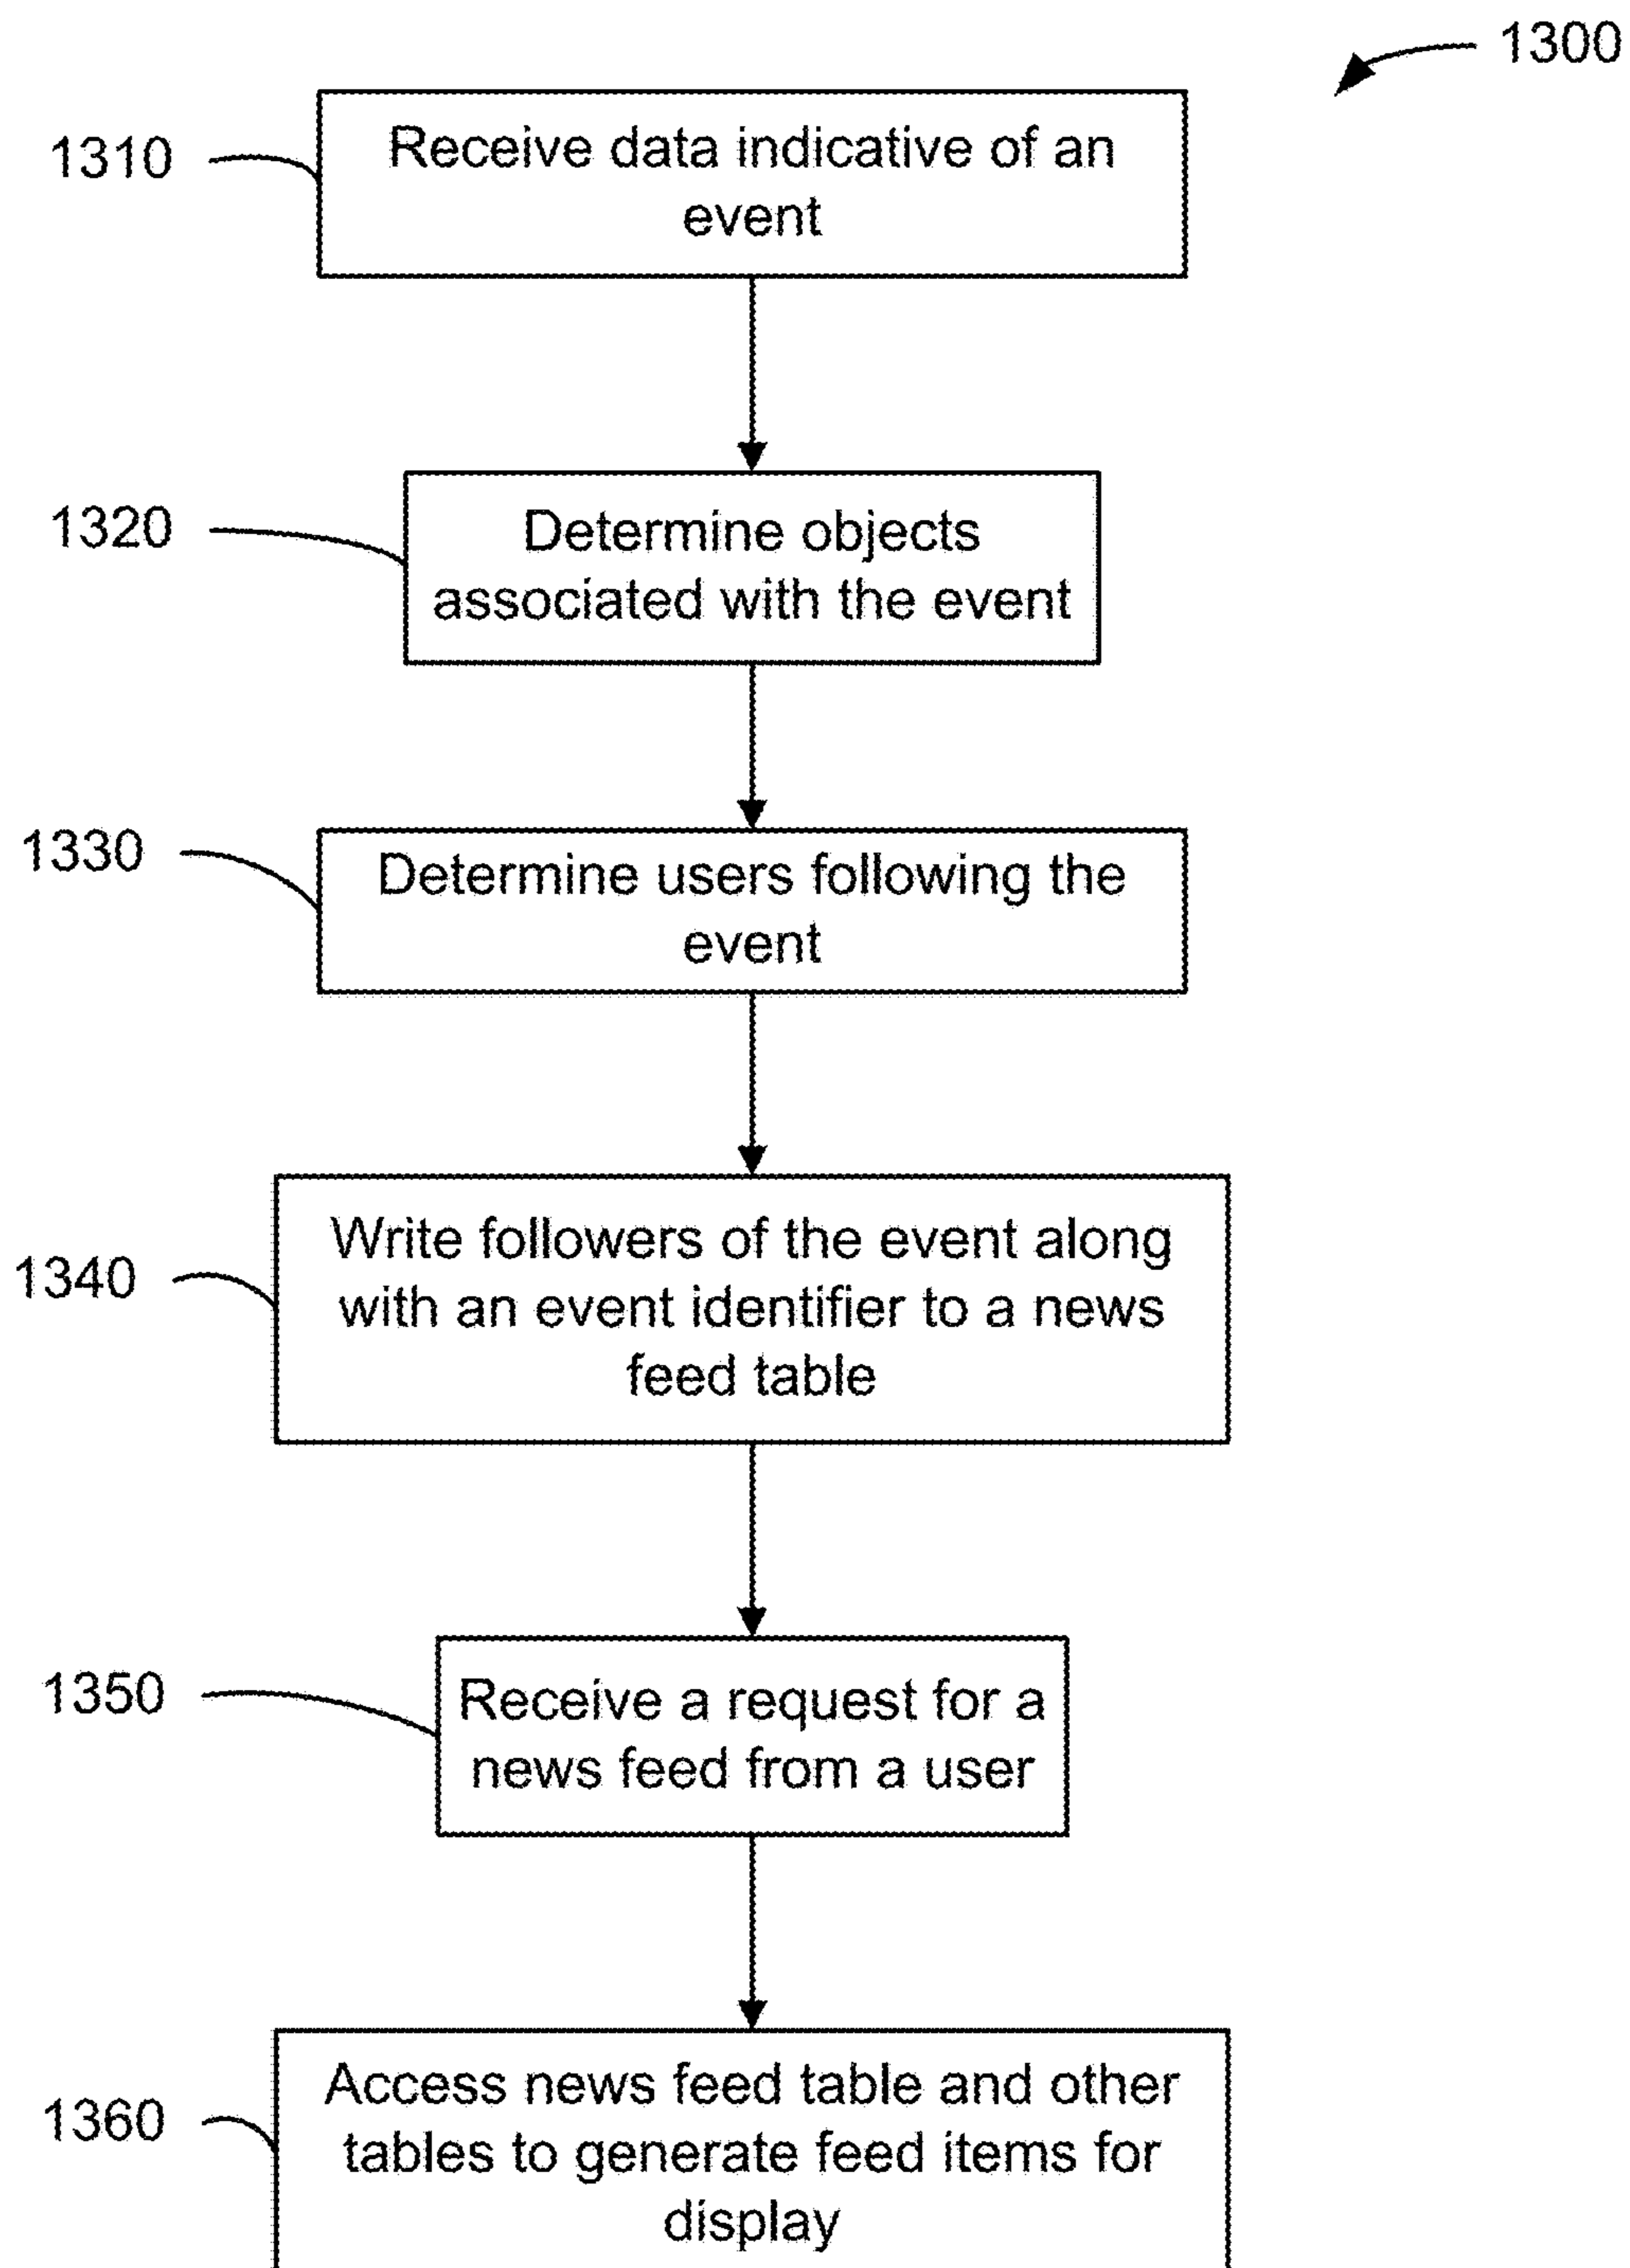 1300
1310
Receive data indicative of an
event
1320
Determine objects
associated with the event
1330
Determine users following the
event
1340
Write followers of the event along
with an event identifier to a news
feed table
1350
Receive a request for a
news feed from a user
1360
Access news feed table and other
tables to generate feed items for
display